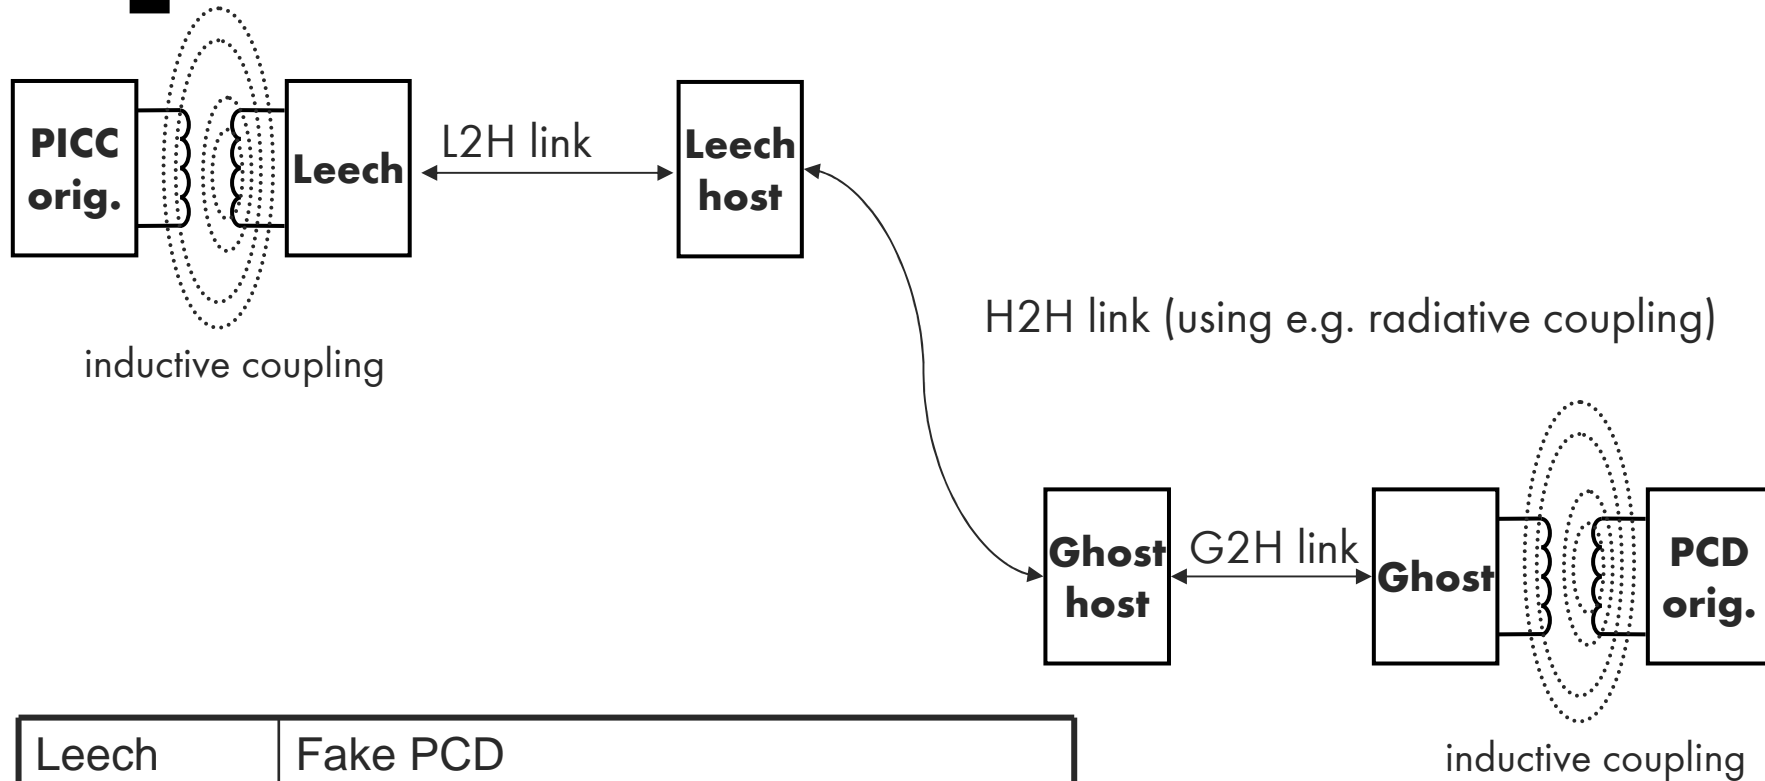 PICC
orig.
Leech
L2H link
Leech
host
inductive coupling
H2H link (using e.g. radiative coupling)
Ghost
host
G2H link
Ghost
PCD
orig.
inductive coupling
Leech Fake PCD